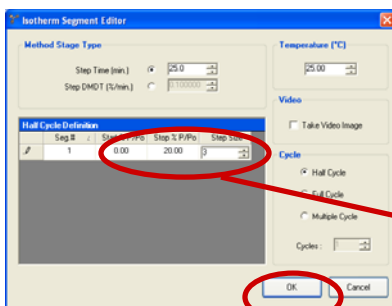 Isotherm Segment Editor
Method Stage Type
Step Time (min.) 25.0
Step DMDT (%/min.) 0.100000
Temperature (°C)
25.00
Video
Take Video Image
Half Cycle Definition
Seg.# Stop % P/Po Step Size
1 0.00 20.00
Cycle
Half Cycle
Full Cycle
Multiple Cycle
Cycles : 1
OK Cancel